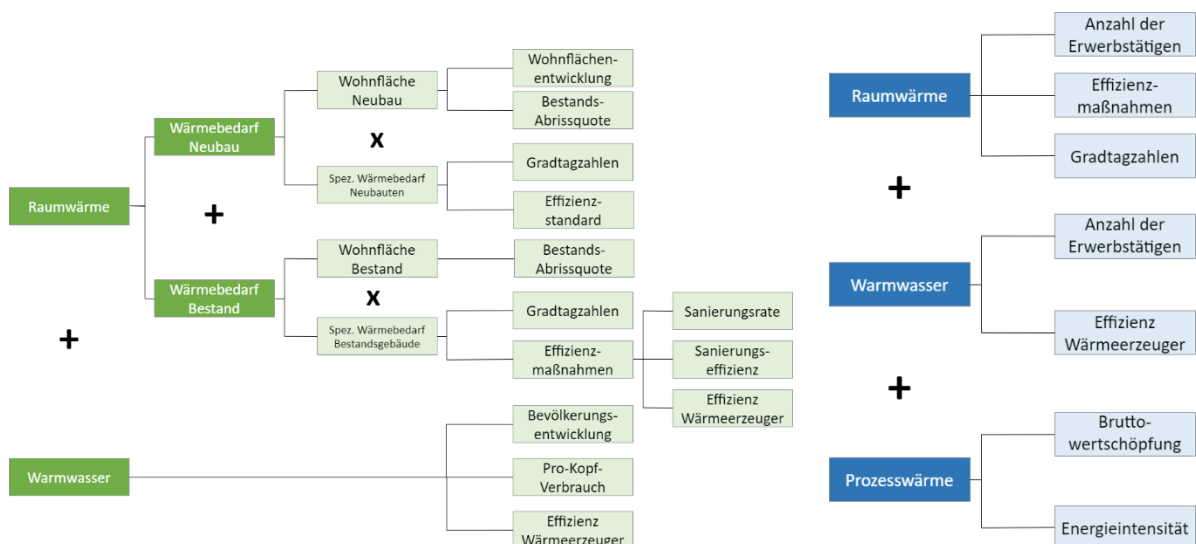 Wohnflächen-
entwicklung
Wohnfläche
Neubau
Bestands-
Abrissquote
Wärmebedarf
Neubau
x
Gradtagzahlen
Spez. Wärmebedarf
Neubauten
Effizienz-
standard
Raumwärme
+
Wohnfläche
Bestand
Bestands-
Abrissquote
Wärmebedarf
Bestand
x
Gradtagzahlen
Sanierungsrate
Spez. Wärmebedarf
Bestandsgebäude
Effizienz-
maßnahmen
Sanierungs-
effizienz
+
Effizienz
Wärmeerzeuger
Bevölkerungs-
entwicklung
Warmwasser
Pro-Kopf-
Verbrauch
Effizienz
Wärmeerzeuger
Anzahl der
Erwerbstätigen
Raumwärme
Effizienz-
maßnahmen
Gradtagzahlen
+
Anzahl der
Erwerbstätigen
Warmwasser
Effizienz
Wärmeerzeuger
+
Brutto-
wertschöpfung
Prozesswärme
Energieintensität